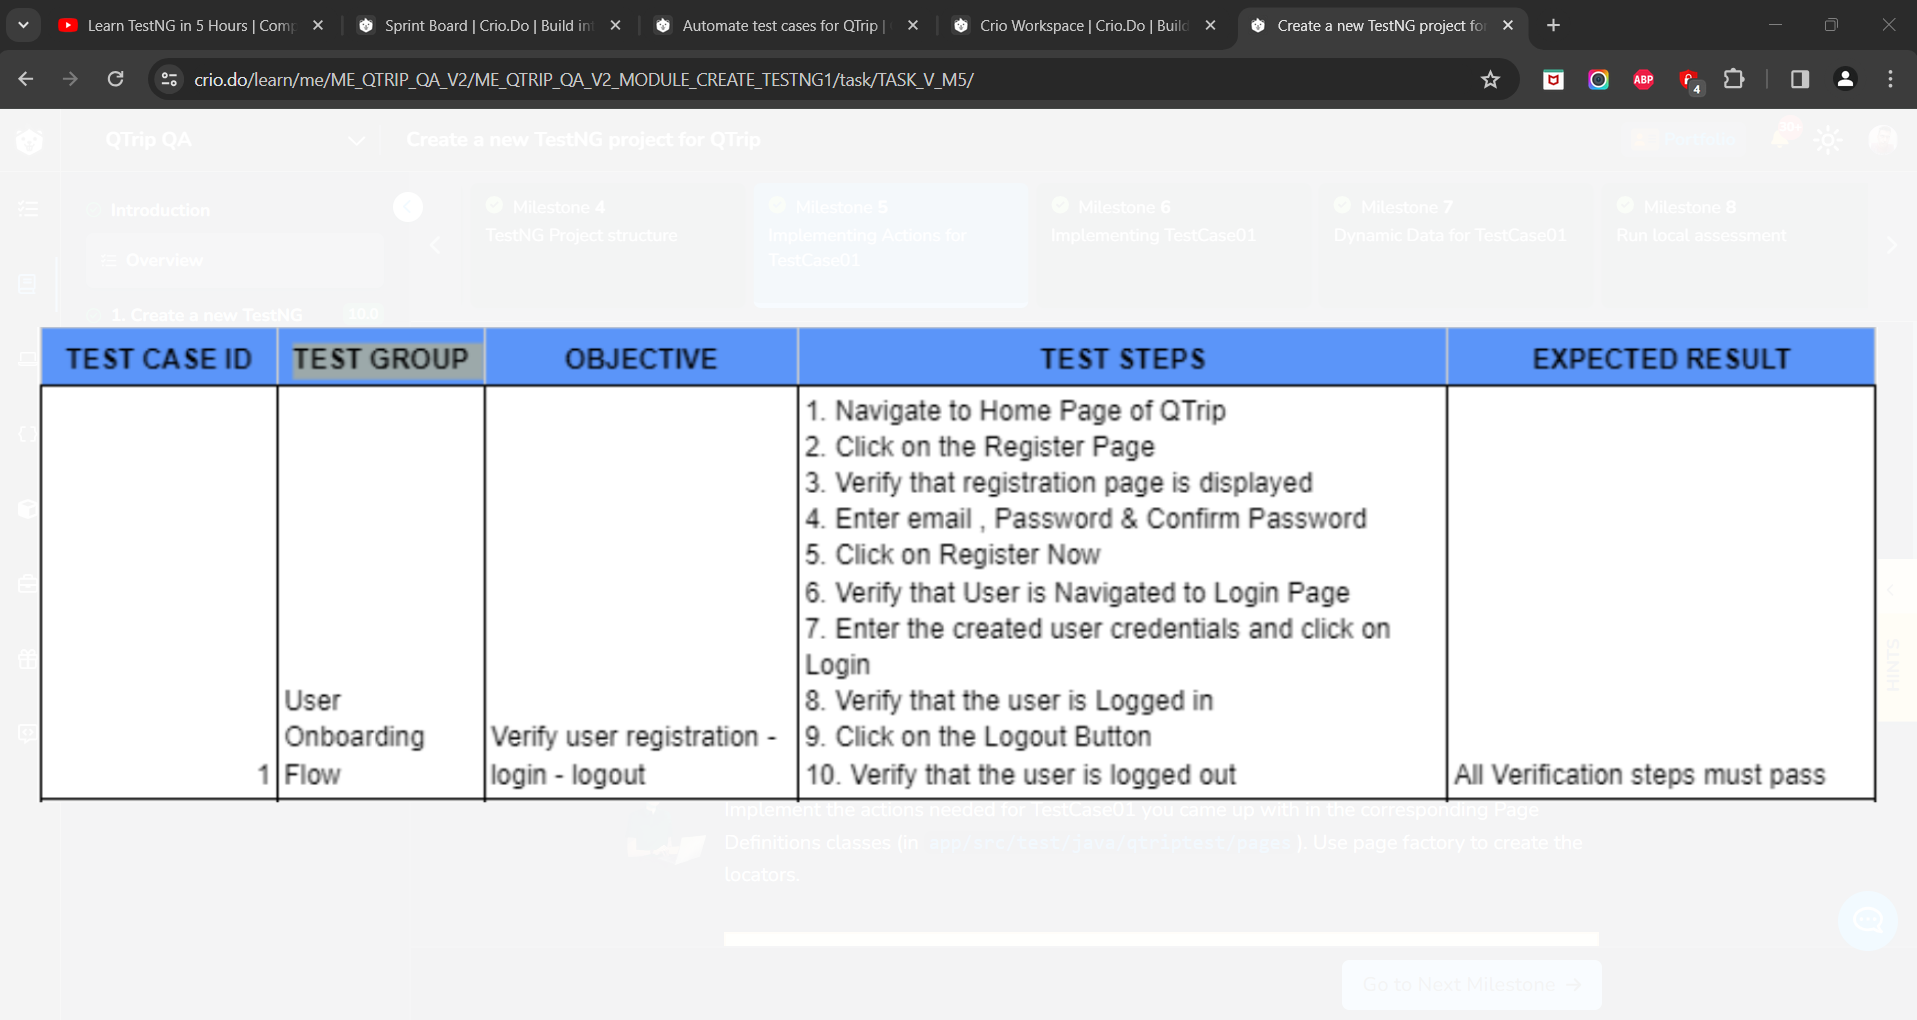 Learn TestNG in 5 Hours | Comp
Sprint Board | Crio.Do | Build int
Automate test cases for QTrip |
Crio Workspace | Crio.Do | Build
Create a new TestNG project for
crio.do/learn/me/ME_QTRIP_QA_V2/ME_QTRIP_QA_V2_MODULE_CREATE_TESTNG1/task/TASK_V_M5/
ABP
4
QTrip QA
Create a new TestNG project for QTrip
30+
Introduction
Overview
1. Create a new TestNG
10.0
Milestone 4
TestNG Project structure
Milestone 5
Implementing Actions for
TestCase01
Milestone 6
Implementing TestCase01
Milestone 7
Dynamic Data for TestCase01
Milestone 8
Run local assessment
TEST CASE ID
TEST GROUP
OBJECTIVE
TEST STEPS
EXPECTED RESULT
1
User
Onboarding
Flow
Verify user registration -
login - logout
1. Navigate to Home Page of QTrip
2. Click on the Register Page
3. Verify that registration page is displayed
4. Enter email , Password & Confirm Password
5. Click on Register Now
6. Verify that User is Navigated to Login Page
7. Enter the created user credentials and click on
Login
8. Verify that the user is Logged in
9. Click on the Logout Button
10. Verify that the user is logged out
All Verification steps must pass
HINTS
Implement the actions needed for TestCase01 you came up with in the corresponding Page
Definitions classes (in app/src/test/java/qtriptest/pages ). Use page factory to create the
locators.
Go to Next Milestone